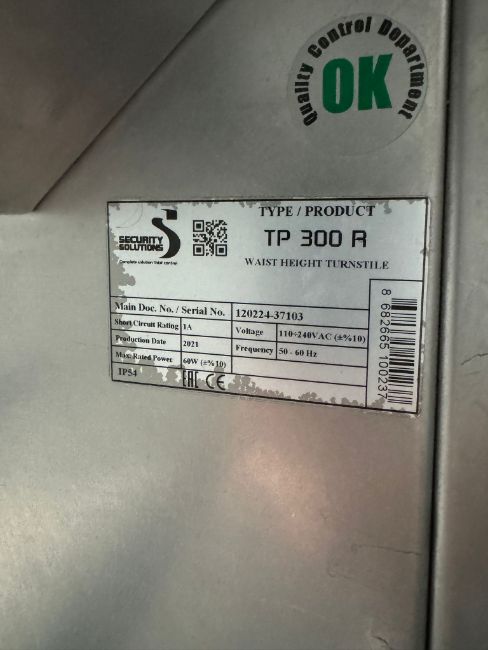 Quality Control Department
OK
SECURITY
SOLUTIONS
TYPE / PRODUCT
TP 300 R
WAIST HEIGHT TURNSTILE
Main Doc. No. / Serial No. 120224-37103
Short Circuit Rating 1A Voltage 110÷240VAC (±%10)
Production Date 2021 Frequency 50 - 60 Hz
Max. Rated Power 60W (±%10)
IP54 EAC CE
8 682665 100237